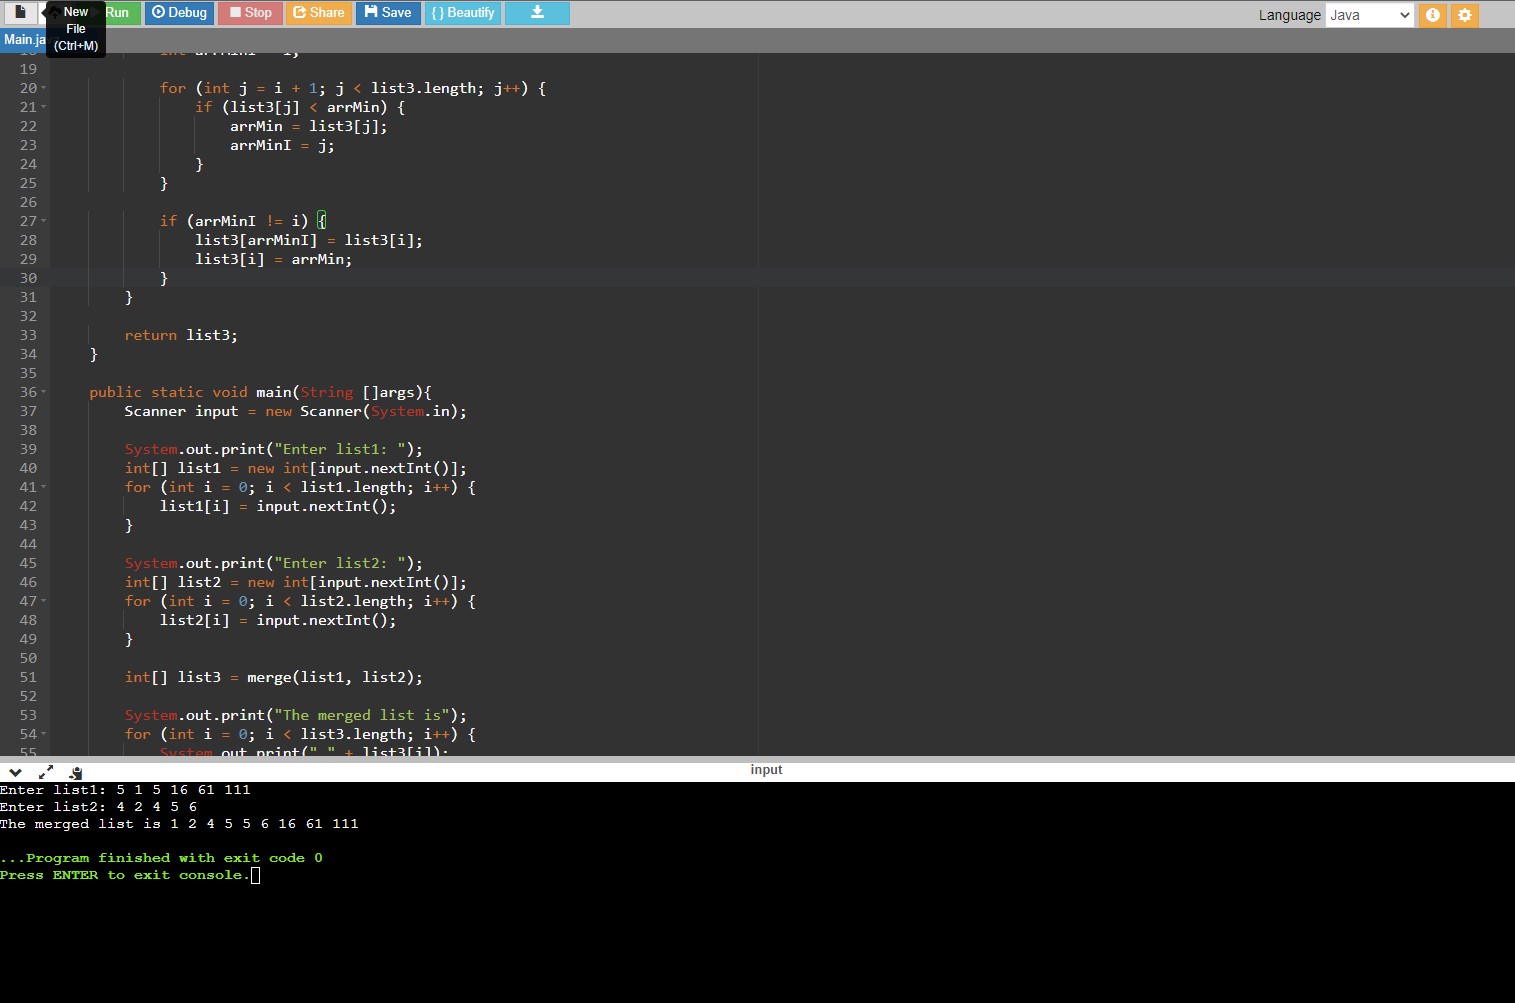 New
File
(Ctrl+M)
Run
Debug
Stop
Share
Save
{ } Beautify
Language
Java
Main.ja
19
20 for (int j = i + 1; j < list3.length; j++) {
21 if (list3[j] < arrMin) {
22 arrMin = list3[j];
23 arrMinI = j;
24 }
25 }
26
27 if (arrMinI != i) {
28 list3[arrMinI] = list3[i];
29 list3[i] = arrMin;
30 }
31 }
32
33 return list3;
34 }
35
36 public static void main(String []args){
37 Scanner input = new Scanner(System.in);
38
39 System.out.print("Enter list1: ");
40 int[] list1 = new int[input.nextInt()];
41 for (int i = 0; i < list1.length; i++) {
42 list1[i] = input.nextInt();
43 }
44
45 System.out.print("Enter list2: ");
46 int[] list2 = new int[input.nextInt()];
47 for (int i = 0; i < list2.length; i++) {
48 list2[i] = input.nextInt();
49 }
50
51 int[] list3 = merge(list1, list2);
52
53 System.out.print("The merged list is");
54 for (int i = 0; i < list3.length; i++) {
55 System.out.print(" " + list3[i]);
input
Enter list1: 5 1 5 16 61 111
Enter list2: 4 2 4 5 6
The merged list is 1 2 4 5 5 6 16 61 111
...Program finished with exit code 0
Press ENTER to exit console.